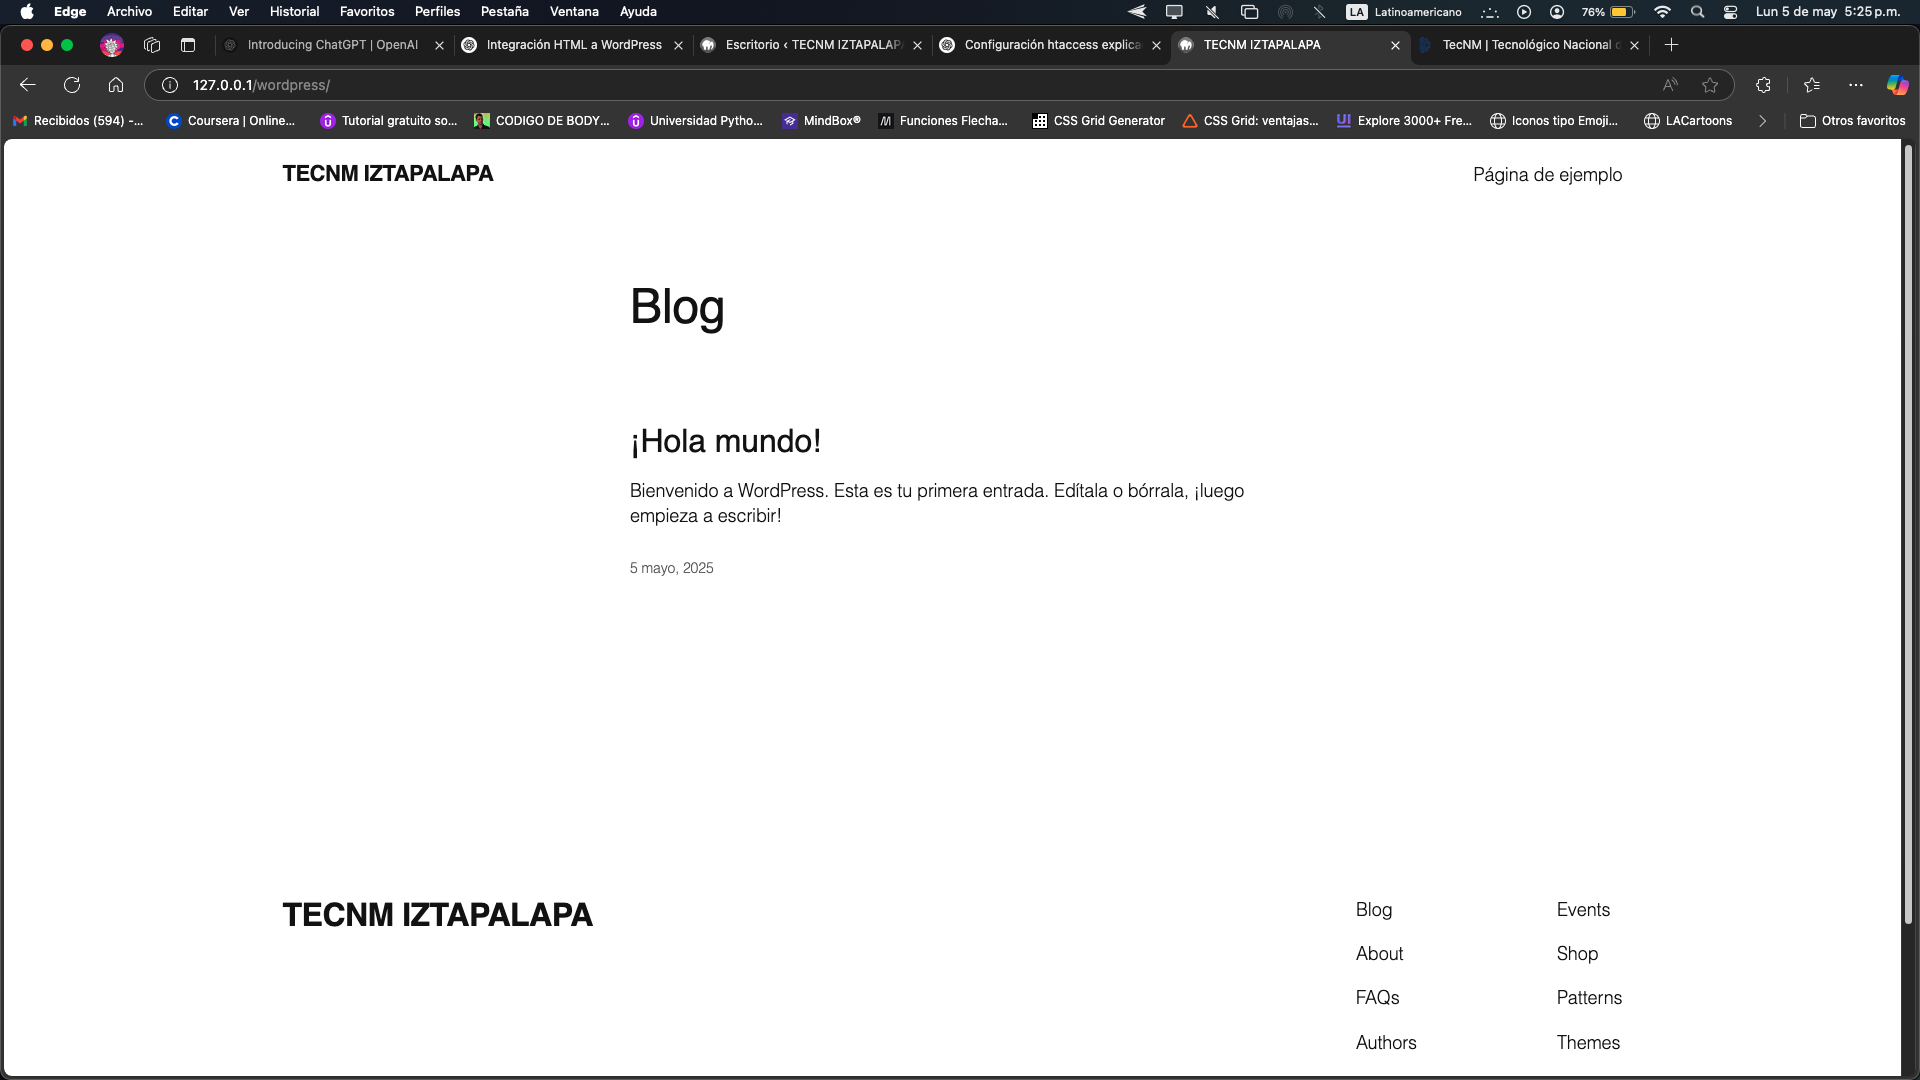 Edge Archivo Editar Ver Historial Favoritos Perfiles Pestaña Ventana Ayuda LA Latinoamericano 76% Lun 5 de may 5:25 p.m.
Introducing ChatGPT | OpenAI Integración HTML a WordPress Escritorio ‹ TECNM IZTAPALAP Configuración htaccess explica TECNM IZTAPALAPA TecNM | Tecnológico Nacional d
127.0.0.1/wordpress/
Recibidos (594) -... Coursera | Online... Tutorial gratuito so... CODIGO DE BODY... Universidad Pytho... MindBox® Funciones Flecha... CSS Grid Generator CSS Grid: ventajas... UI Explore 3000+ Fre... Iconos tipo Emoji... LACartoons Otros favoritos
TECNM IZTAPALAPA Página de ejemplo
Blog
¡Hola mundo!
Bienvenido a WordPress. Esta es tu primera entrada. Edítala o bórrala, ¡luego
empieza a escribir!
5 mayo, 2025
TECNM IZTAPALAPA
Blog Events
About Shop
FAQs Patterns
Authors Themes